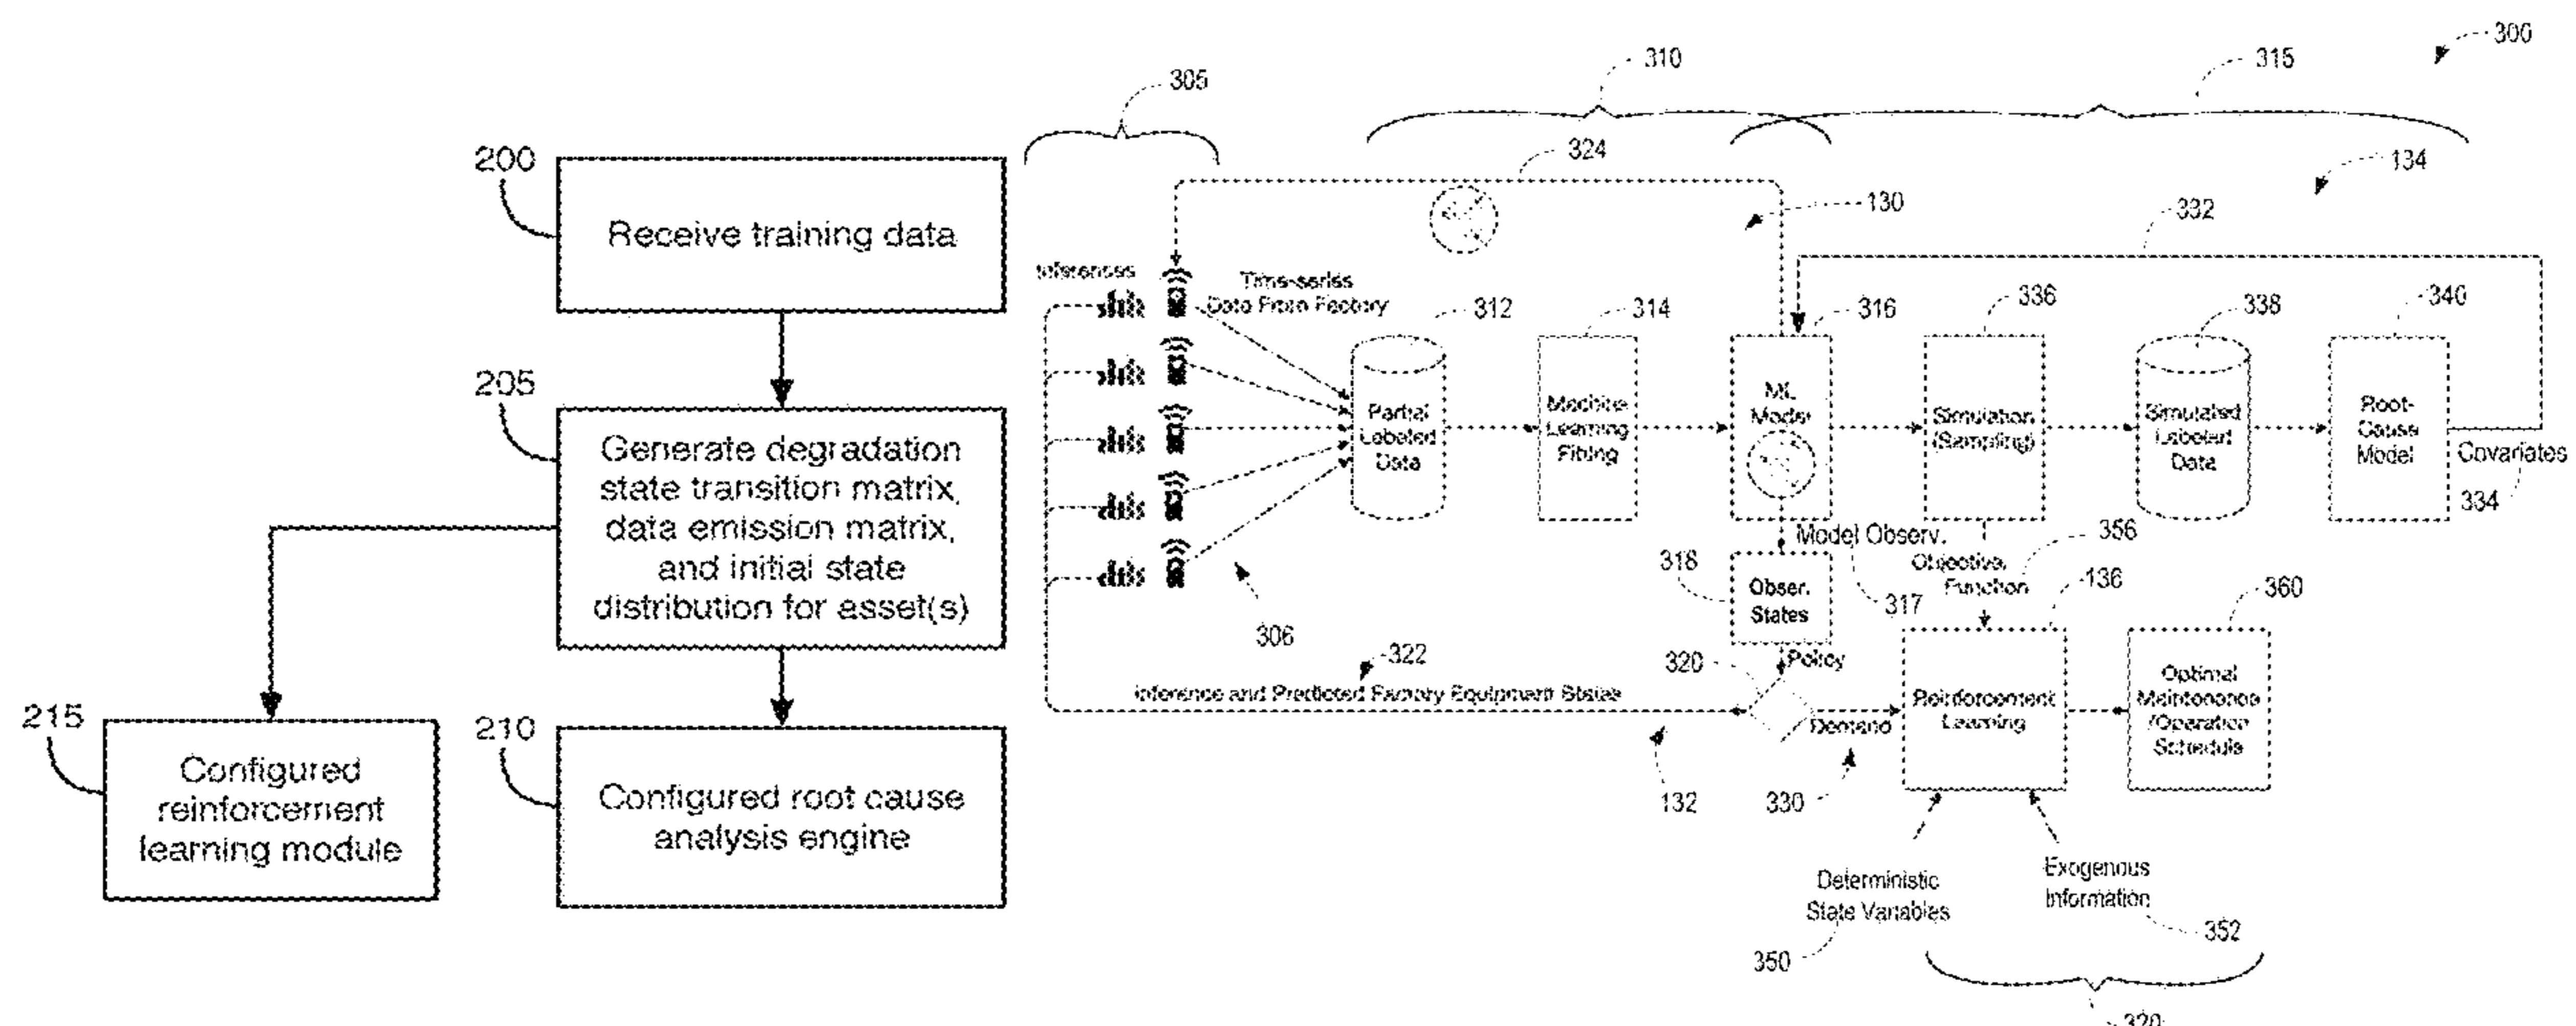 200
Receive training data
205
Generate degradation
state transition matrix,
data emission matrix,
and initial state
distribution for asset(s)
215
Configured
reinforcement
learning module
210
Configured root cause
analysis engine
300
305
310
315
324
134
130
332
Inferences
Time-series
Data From Factory
312
314
316
336
338
340
Partial
Labeled
Data
Machine
Learning
Fitting
ML
Model
Simulation
(Sampling)
Simulated
Labeled
Data
Root-
Cause
Model
Covariates
334
306
Model Observ.
317
318
Obser.
States
Objective
Function
356
136
360
320
Policy
322
Inference and Predicted Factory Equipment States
Demand
132
330
Reinforcement
Learning
Optimal
Maintenance
/Operation
Schedule
Deterministic
State Variables
350
Exogenous
Information
352
320